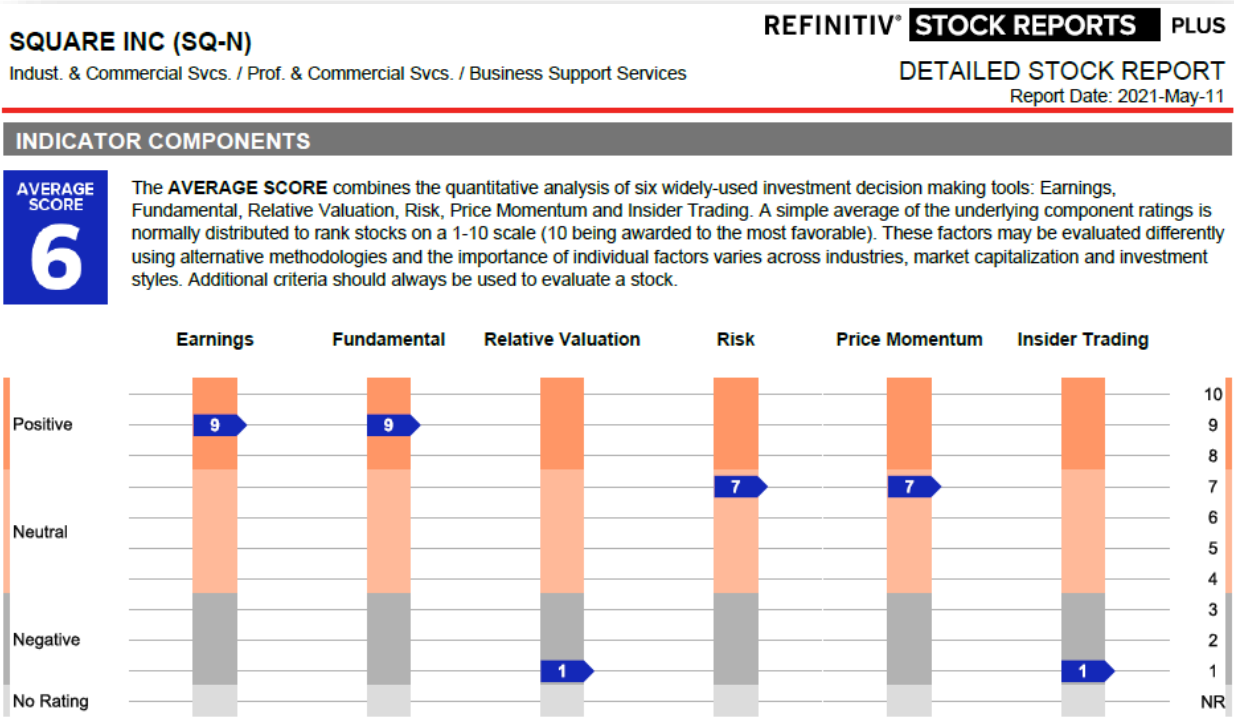 REFINITIV® STOCK REPORTS PLUS
SQUARE INC (SQ-N)
Indust. & Commercial Svcs. / Prof. & Commercial Svcs. / Business Support Services
DETAILED STOCK REPORT
Report Date: 2021-May-11
INDICATOR COMPONENTS
AVERAGE
SCORE
6
The AVERAGE SCORE combines the quantitative analysis of six widely-used investment decision making tools: Earnings,
Fundamental, Relative Valuation, Risk, Price Momentum and Insider Trading. A simple average of the underlying component ratings is
normally distributed to rank stocks on a 1-10 scale (10 being awarded to the most favorable). These factors may be evaluated differently
using alternative methodologies and the importance of individual factors varies across industries, market capitalization and investment
styles. Additional criteria should always be used to evaluate a stock.
Earnings Fundamental Relative Valuation Risk Price Momentum Insider Trading
10
Positive 9 9 9
8
7 7 7
Neutral 6
5
4
3
Negative 2
1 1 1
No Rating NR